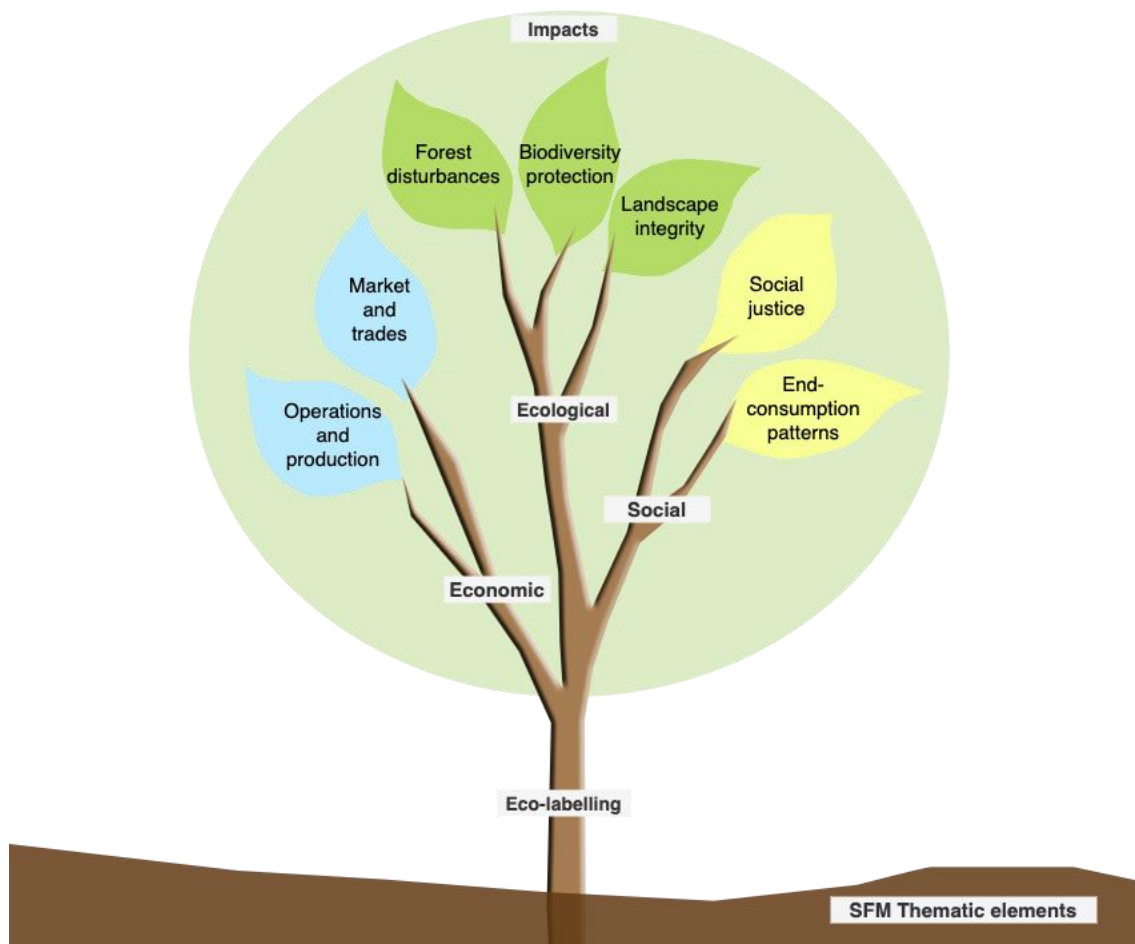 Impacts
Forest
disturbances
Biodiversity
protection
Landscape
integrity
Market
and
trades
Social
justice
Operations
and
production
End-
consumption
patterns
Ecological
Social
Economic
Eco-labelling
SFM Thematic elements